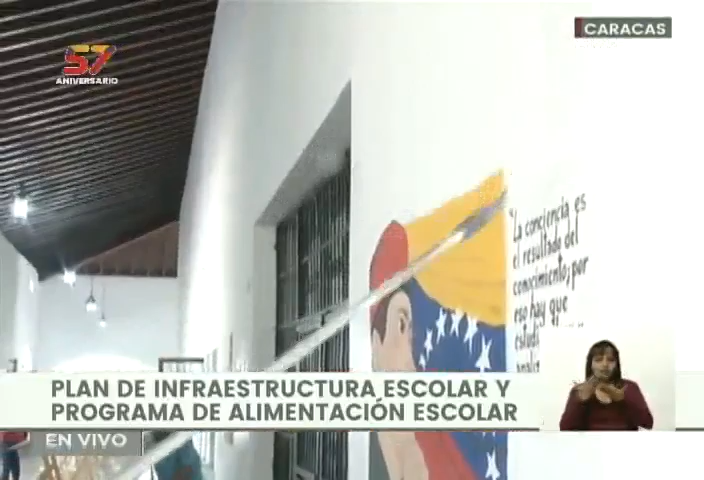 CARACAS
57
ANIVERSARIO
"La conciencia es
el resultado del
conocimiento, por
eso hay que
PLAN DE INFRAESTRUCTURA ESCOLAR Y
PROGRAMA DE ALIMENTACIÓN ESCOLAR
EN VIVO